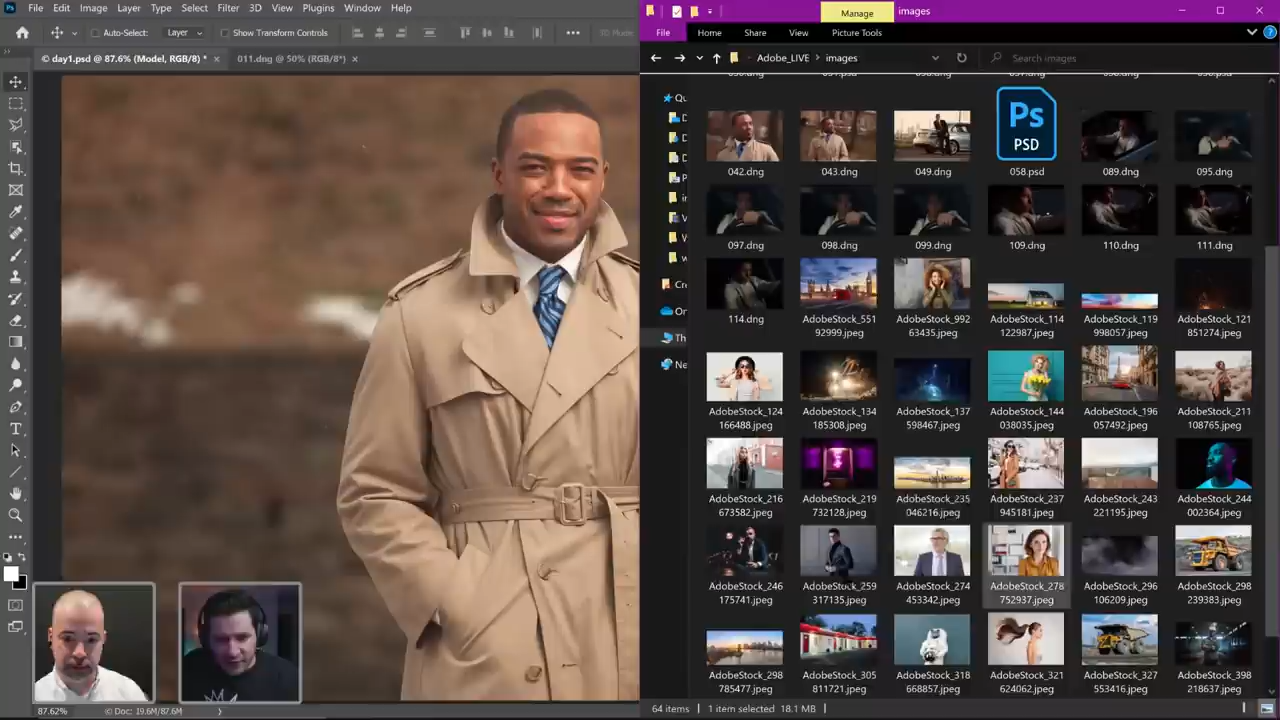 File Edit Image Layer Type Select Filter 3D View Plugins Window Help
Auto-Select: Layer Show Transform Controls 3D Mode
© day1.psd @ 87.6% (Model, RGB/8) *
011.dng @ 50% (RGB/8*)
87.62% Doc: 19.6M/87.6M
Manage images
File Home Share View Picture Tools
Adobe_LIVE images Search images
042.dng 043.dng 049.dng 058.psd 089.dng 095.dng
Ps
PSD
097.dng 098.dng 099.dng 109.dng 110.dng 111.dng
114.dng AdobeStock_551 AdobeStock_992 AdobeStock_114 AdobeStock_119 AdobeStock_121
92999.jpeg 63435.jpeg 122987.jpeg 998057.jpeg 851274.jpeg
AdobeStock_124 AdobeStock_134 AdobeStock_137 AdobeStock_144 AdobeStock_196 AdobeStock_211
166488.jpeg 185308.jpeg 598467.jpeg 038035.jpeg 057492.jpeg 108765.jpeg
AdobeStock_216 AdobeStock_219 AdobeStock_235 AdobeStock_237 AdobeStock_243 AdobeStock_244
673582.jpeg 732128.jpeg 046216.jpeg 945181.jpeg 221195.jpeg 002364.jpeg
AdobeStock_246 AdobeStock_259 AdobeStock_274 AdobeStock_278 AdobeStock_296 AdobeStock_298
175741.jpeg 317135.jpeg 453342.jpeg 752937.jpeg 106209.jpeg 239383.jpeg
AdobeStock_298 AdobeStock_305 AdobeStock_318 AdobeStock_321 AdobeStock_327 AdobeStock_398
785477.jpeg 811721.jpeg 668857.jpeg 624062.jpeg 553416.jpeg 218637.jpeg
64 items 1 item selected 18.1 MB